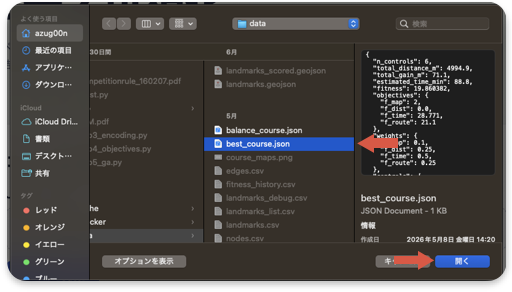 よく使う項目
azug00n
最近の項目
アプリケ…
ダウンロ…
iCloud
iCloud Dri…
書類
デスクト…
共有
タグ
レッド
オレンジ
イエロー
グリーン
ブルー
data
検索
30日間
competitionrule_160207.pdf
st.py
M.pdf
3_encoding.py
4_objectives.py
5_ga.py
he
cker
6月
landmarks_scored.geojson
landmarks.geojson
5月
balance_course.json
best_course.json
course_maps.png
edges.csv
fitness_history.csv
landmarks_debug.csv
landmarks_list.csv
landmarks.csv
nodes.csv
{
"n_controls": 6,
"total_distance_m": 4994.9,
"total_gain_m": 71.1,
"estimated_time_min": 88.8,
"fitness": 19.860382,
"objectives": {
"f_map": 2,
"f_dist": 0.0,
"f_time": 28.771,
"f_route": 21.1
},
"weights": {
0.1,
"f_dist": 0.25,
"f_time": 0.5,
"f_route": 0.25
},
best_course.json
JSON Document - 1 KB
情報
作成日 2026年5月8日 金曜日 14:20
オプションを表示
開く